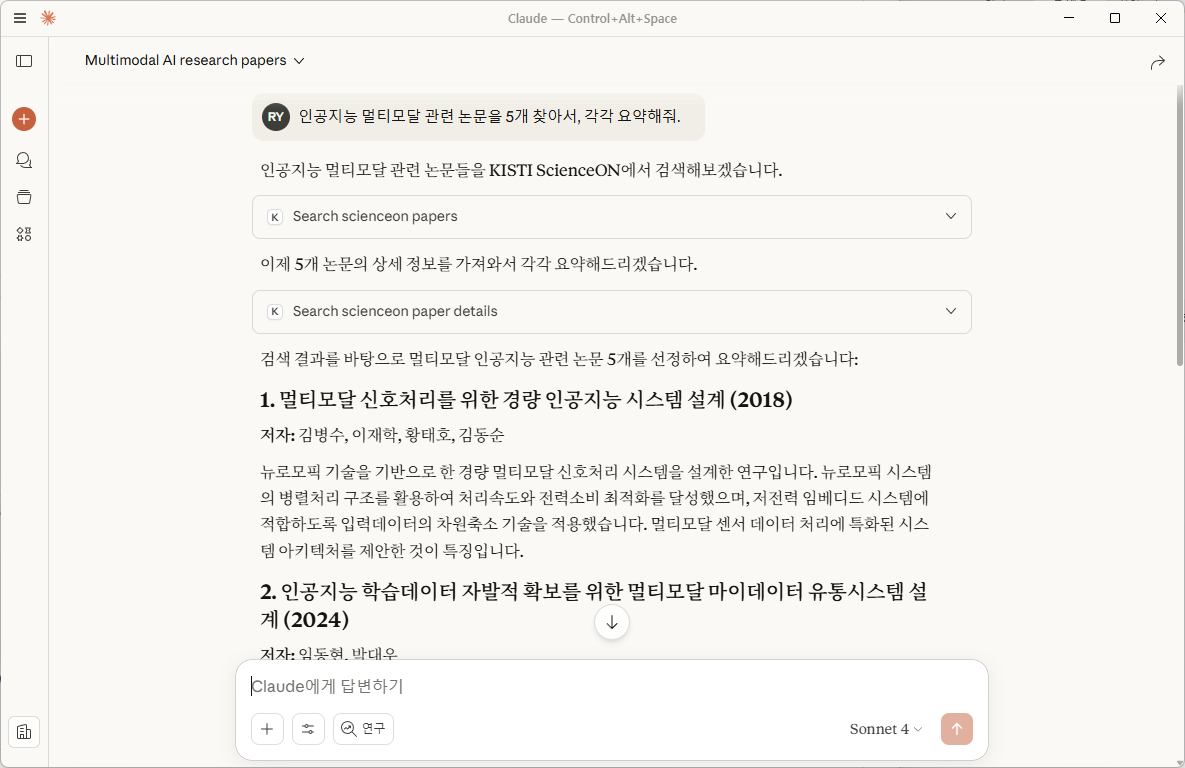 Claude — Control+Alt+Space
Multimodal AI research papers
RY 인공지능 멀티모달 관련 논문을 5개 찾아서, 각각 요약해줘.
인공지능 멀티모달 관련 논문들을 KISTI ScienceON에서 검색해보겠습니다.
K Search scienceon papers
이제 5개 논문의 상세 정보를 가져와서 각각 요약해드리겠습니다.
K Search scienceon paper details
검색 결과를 바탕으로 멀티모달 인공지능 관련 논문 5개를 선정하여 요약해드리겠습니다:
1. 멀티모달 신호처리를 위한 경량 인공지능 시스템 설계 (2018)
저자: 김병수, 이재학, 황태호, 김동순
뉴로모픽 기술을 기반으로 한 경량 멀티모달 신호처리 시스템을 설계한 연구입니다. 뉴로모픽 시스템
의 병렬처리 구조를 활용하여 처리속도와 전력소비 최적화를 달성했으며, 저전력 임베디드 시스템에
적합하도록 입력데이터의 차원축소 기술을 적용했습니다. 멀티모달 센서 데이터 처리에 특화된 시스
템 아키텍처를 제안한 것이 특징입니다.
2. 인공지능 학습데이터 자발적 확보를 위한 멀티모달 마이데이터 유통시스템 설
계 (2024)
저자: 임동현, 박대우
Claude에게 답변하기
연구
Sonnet 4